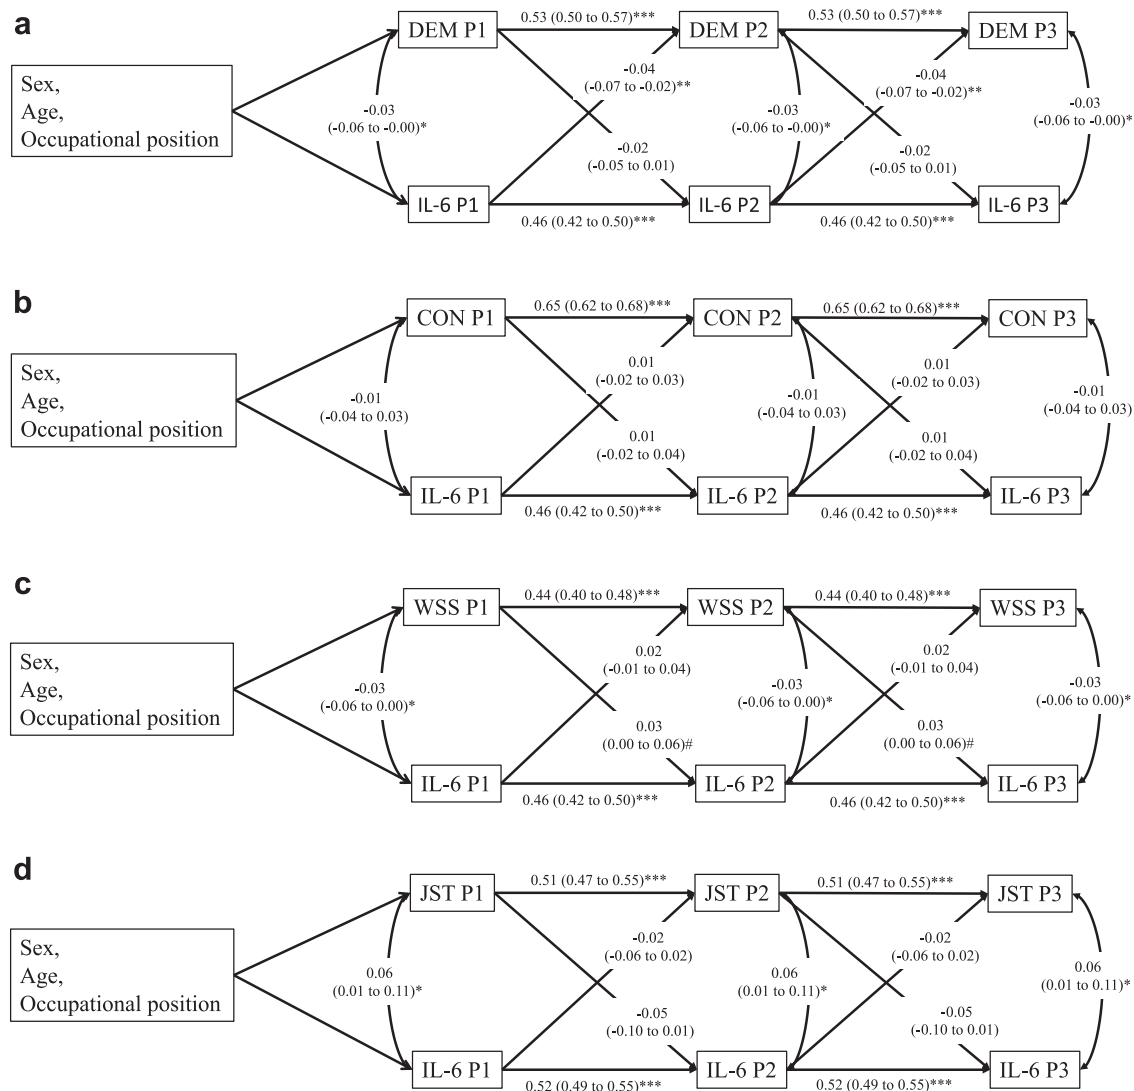 a
0.53 (0.50 to 0.57)***
0.53 (0.50 to 0.57)***
DEM P1
DEM P2
DEM P3
Sex,
Age,
Occupational position
-0.03
(-0.06 to -0.00)*
-0.04
(-0.07 to -0.02)**
-0.02
(-0.05 to 0.01)
-0.03
(-0.06 to -0.00)*
-0.04
(-0.07 to -0.02)**
-0.02
(-0.05 to 0.01)
-0.03
(-0.06 to -0.00)*
IL-6 P1
IL-6 P2
IL-6 P3
0.46 (0.42 to 0.50)***
0.46 (0.42 to 0.50)***
b
0.65 (0.62 to 0.68)***
0.65 (0.62 to 0.68)***
CON P1
CON P2
CON P3
Sex,
Age,
Occupational position
-0.01
(-0.04 to 0.03)
0.01
(-0.02 to 0.03)
0.01
(-0.02 to 0.04)
-0.01
(-0.04 to 0.03)
0.01
(-0.02 to 0.03)
0.01
(-0.02 to 0.04)
-0.01
(-0.04 to 0.03)
IL-6 P1
IL-6 P2
IL-6 P3
0.46 (0.42 to 0.50)***
0.46 (0.42 to 0.50)***
c
0.44 (0.40 to 0.48)***
0.44 (0.40 to 0.48)***
WSS P1
WSS P2
WSS P3
Sex,
Age,
Occupational position
-0.03
(-0.06 to 0.00)*
0.02
(-0.01 to 0.04)
0.03
(0.00 to 0.06)#
-0.03
(-0.06 to 0.00)*
0.02
(-0.01 to 0.04)
0.03
(0.00 to 0.06)#
-0.03
(-0.06 to 0.00)*
IL-6 P1
IL-6 P2
IL-6 P3
0.46 (0.42 to 0.50)***
0.46 (0.42 to 0.50)***
d
0.51 (0.47 to 0.55)***
0.51 (0.47 to 0.55)***
JST P1
JST P2
JST P3
Sex,
Age,
Occupational position
0.06
(0.01 to 0.11)*
-0.02
(-0.06 to 0.02)
-0.05
(-0.10 to 0.01)
0.06
(0.01 to 0.11)*
-0.02
(-0.06 to 0.02)
-0.05
(-0.10 to 0.01)
0.06
(0.01 to 0.11)*
IL-6 P1
IL-6 P2
IL-6 P3
0.52 (0.49 to 0.55)***
0.52 (0.49 to 0.55)***